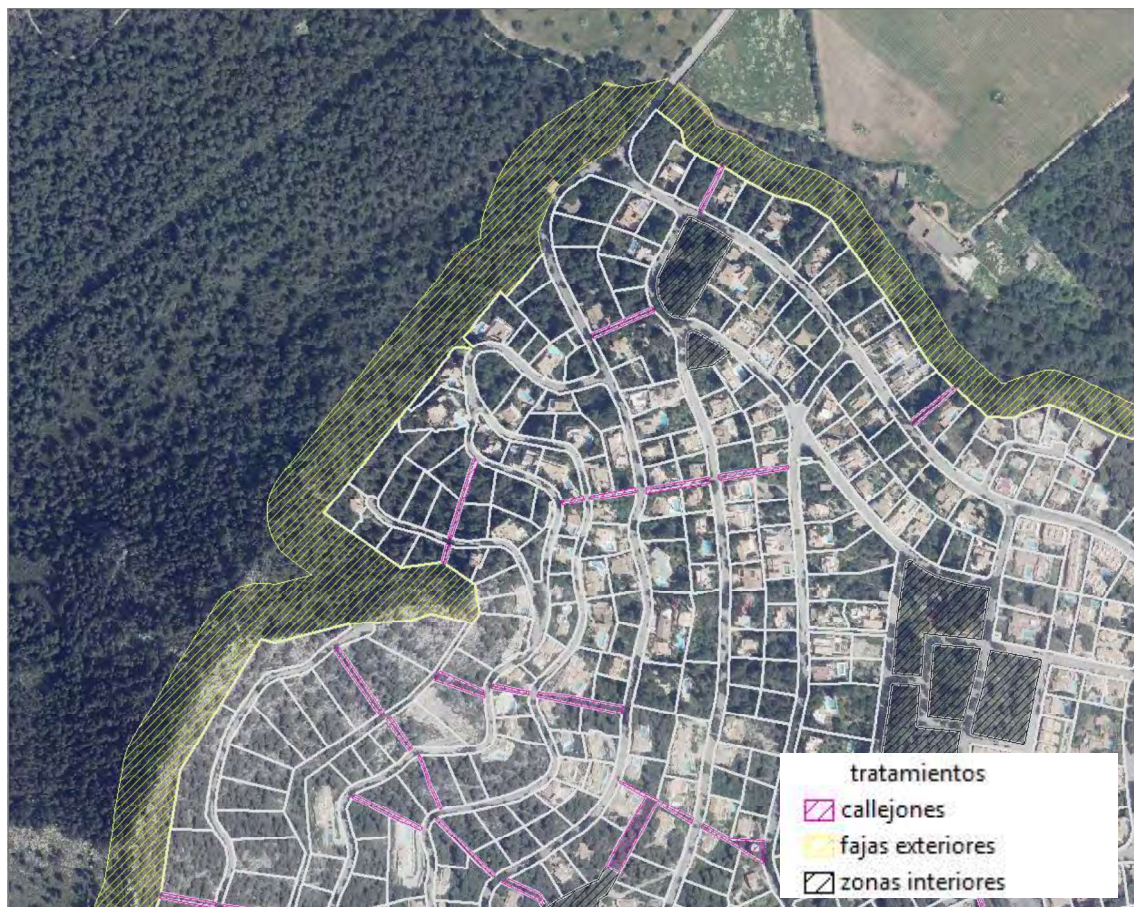 tratamientos
callejones
fajas exteriores
zonas interiores